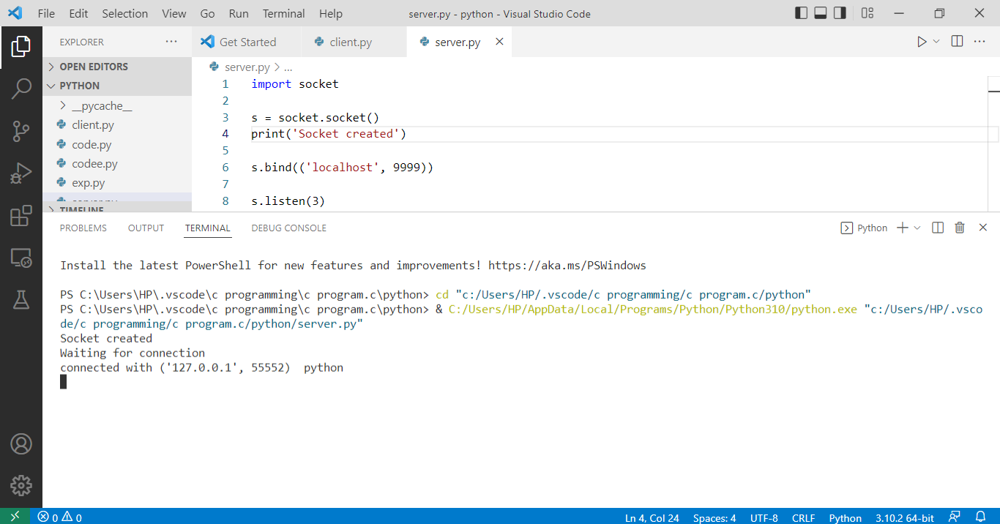 File Edit Selection View Go Run Terminal Help server.py - python - Visual Studio Code
EXPLORER
Get Started client.py server.py
OPEN EDITORS
PYTHON
__pycache__
client.py
code.py
codee.py
exp.py
server.py
TIMELINE
server.py > ...
1 import socket
2
3 s = socket.socket()
4 print('Socket created')
5
6 s.bind(('localhost', 9999))
7
8 s.listen(3)
PROBLEMS OUTPUT TERMINAL DEBUG CONSOLE Python
Install the latest PowerShell for new features and improvements! https://aka.ms/PSWindows
PS C:\Users\HP\.vscode\c programming\c program.c\python> cd "c:/Users/HP/.vscode/c programming/c program.c/python"
PS C:\Users\HP\.vscode\c programming\c program.c\python> & C:/Users/HP/AppData/Local/Programs/Python/Python310/python.exe "c:/Users/HP/.vsco
de/c programming/c program.c/python/server.py"
Socket created
Waiting for connection
connected with ('127.0.0.1', 55552)  python
0 0 Ln 4, Col 24 Spaces: 4 UTF-8 CRLF Python 3.10.2 64-bit